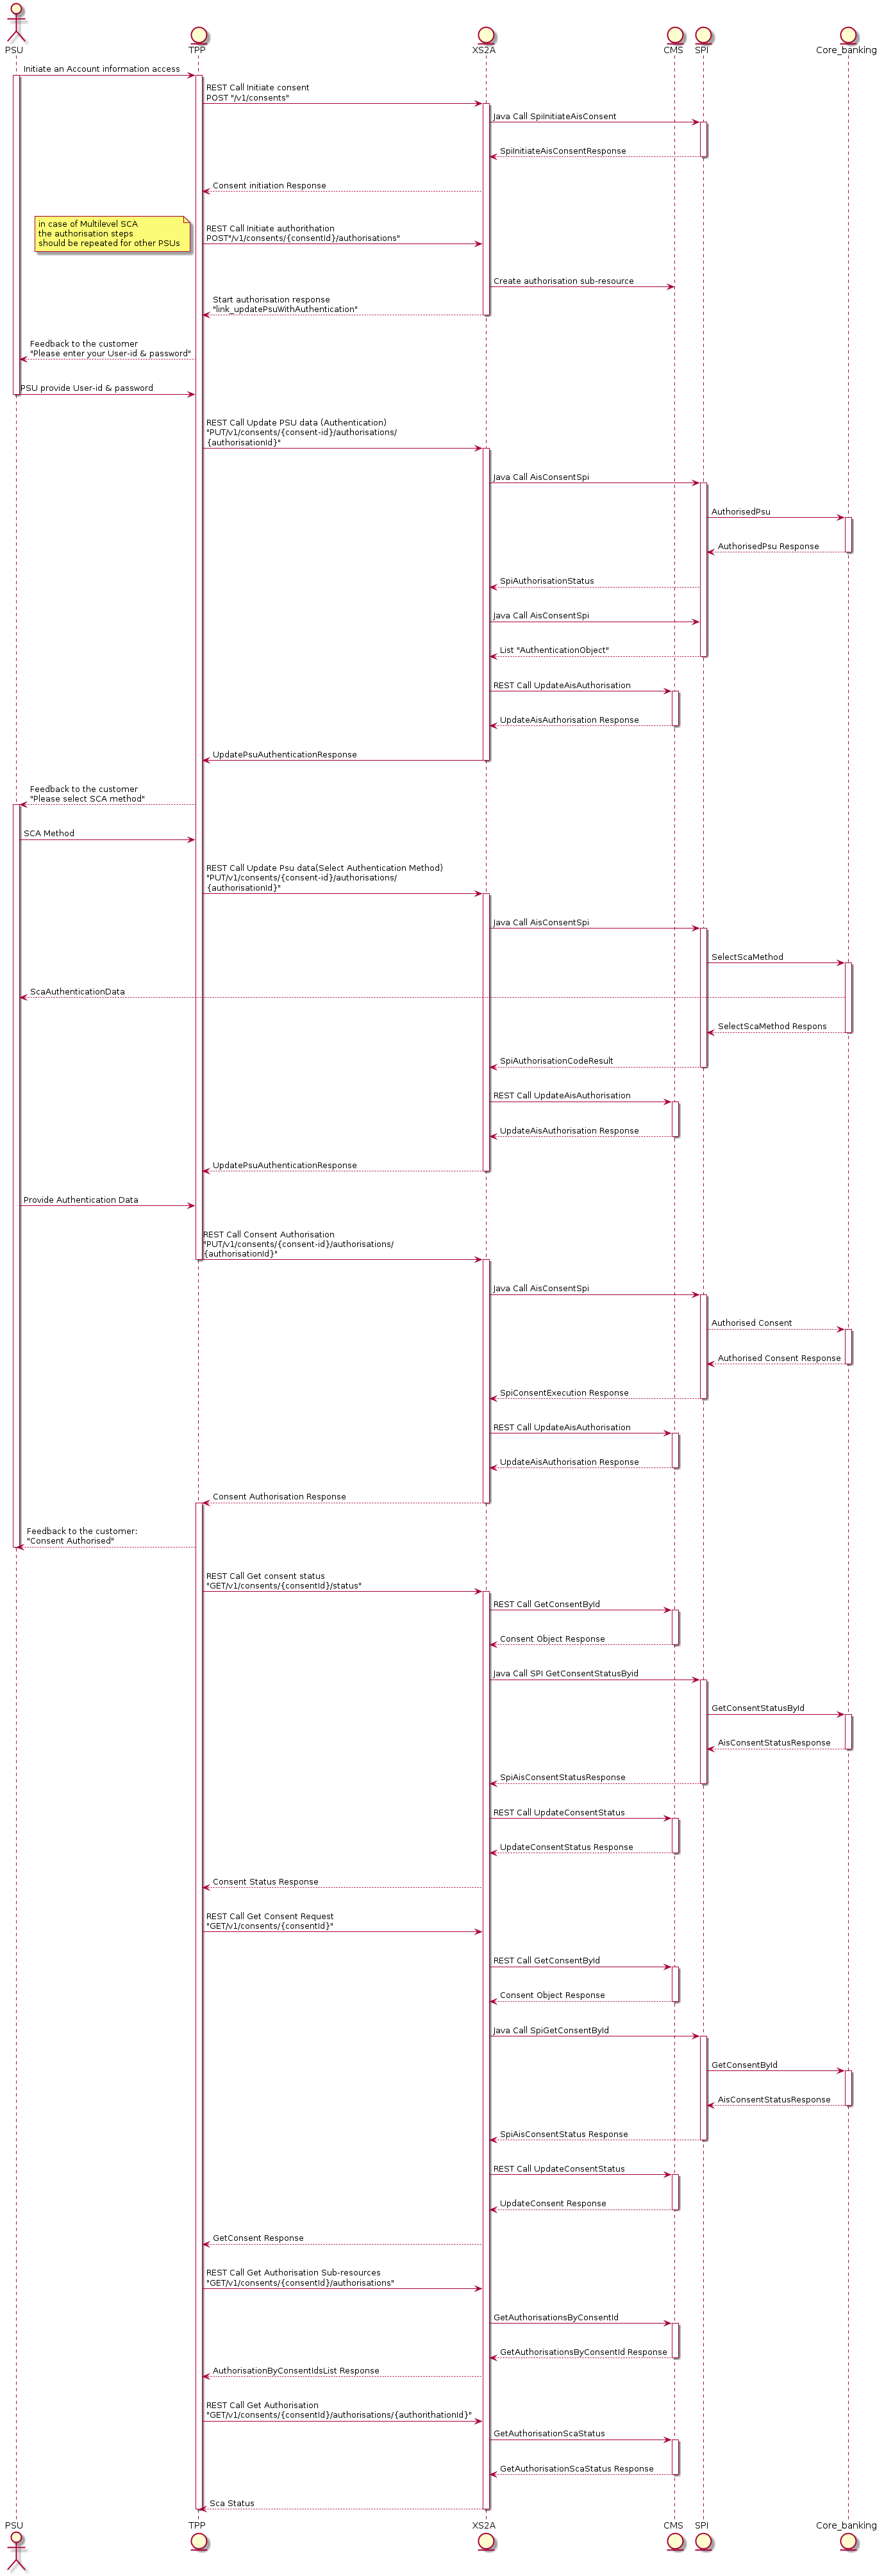 PSU
TPP
XS2A
CMS
SPI
Core_banking
Initiate an Account information access
REST Call Initiate consent
POST "/v1/consents"
Java Call SpiInitiateAisConsent
SpiInitiateAisConsentResponse
Consent initiation Response
in case of Multilevel SCA
the authorisation steps
should be repeated for other PSUs
REST Call Initiate authorithation
POST"/v1/consents/{consentId}/authorisations"
Create authorisation sub-resource
Start authorisation response
"link_updatePsuWithAuthentication"
Feedback to the customer
"Please enter your User-id & password"
PSU provide User-id & password
REST Call Update PSU data (Authentication)
"PUT/v1/consents/{consent-id}/authorisations/
{authorisationId}"
Java Call AisConsentSpi
AuthorisedPsu
AuthorisedPsu Response
SpiAuthorisationStatus
Java Call AisConsentSpi
List "AuthenticationObject"
REST Call UpdateAisAuthorisation
UpdateAisAuthorisation Response
UpdatePsuAuthenticationResponse
Feedback to the customer
"Please select SCA method"
SCA Method
REST Call Update Psu data(Select Authentication Method)
"PUT/v1/consents/{consent-id}/authorisations/
{authorisationId}"
Java Call AisConsentSpi
SelectScaMethod
ScaAuthenticationData
SelectScaMethod Respons
SpiAuthorisationCodeResult
REST Call UpdateAisAuthorisation
UpdateAisAuthorisation Response
UpdatePsuAuthenticationResponse
Provide Authentication Data
REST Call Consent Authorisation
"PUT/v1/consents/{consent-id}/authorisations/
{authorisationId}"
Java Call AisConsentSpi
Authorised Consent
Authorised Consent Response
SpiConsentExecution Response
REST Call UpdateAisAuthorisation
UpdateAisAuthorisation Response
Consent Authorisation Response
Feedback to the customer:
"Consent Authorised"
REST Call Get consent status
"GET/v1/consents/{consentId}/status"
REST Call GetConsentById
Consent Object Response
Java Call SPI GetConsentStatusByid
GetConsentStatusById
AisConsentStatusResponse
SpiAisConsentStatusResponse
REST Call UpdateConsentStatus
UpdateConsentStatus Response
Consent Status Response
REST Call Get Consent Request
"GET/v1/consents/{consentId}"
REST Call GetConsentById
Consent Object Response
Java Call SpiGetConsentById
GetConsentById
AisConsentStatusResponse
SpiAisConsentStatus Response
REST Call UpdateConsentStatus
UpdateConsent Response
GetConsent Response
REST Call Get Authorisation Sub-resources
"GET/v1/consents/{consentId}/authorisations"
GetAuthorisationsByConsentId
GetAuthorisationsByConsentId Response
AuthorisationByConsentIdsList Response
REST Call Get Authorisation
"GET/v1/consents/{consentId}/authorisations/{authorithationId}"
GetAuthorisationScaStatus
GetAuthorisationScaStatus Response
Sca Status
PSU
TPP
XS2A
CMS
SPI
Core_banking